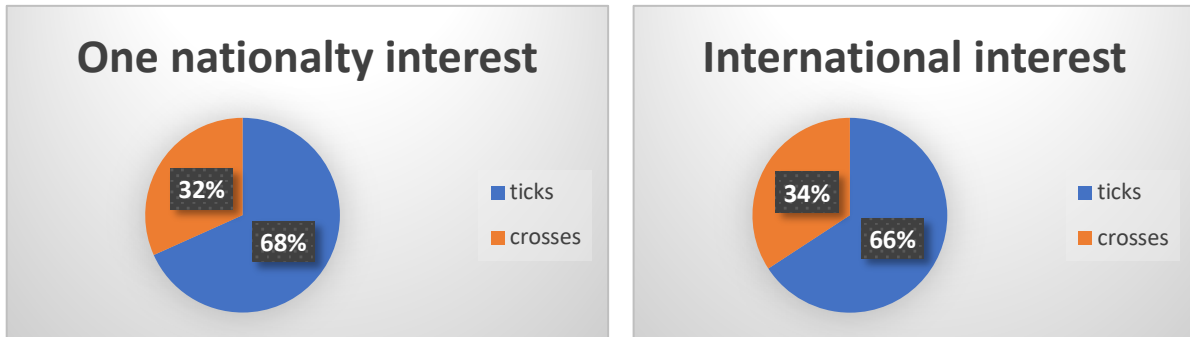 One nationalty interest
32%
68%
ticks
crosses
International interest
34%
66%
ticks
crosses